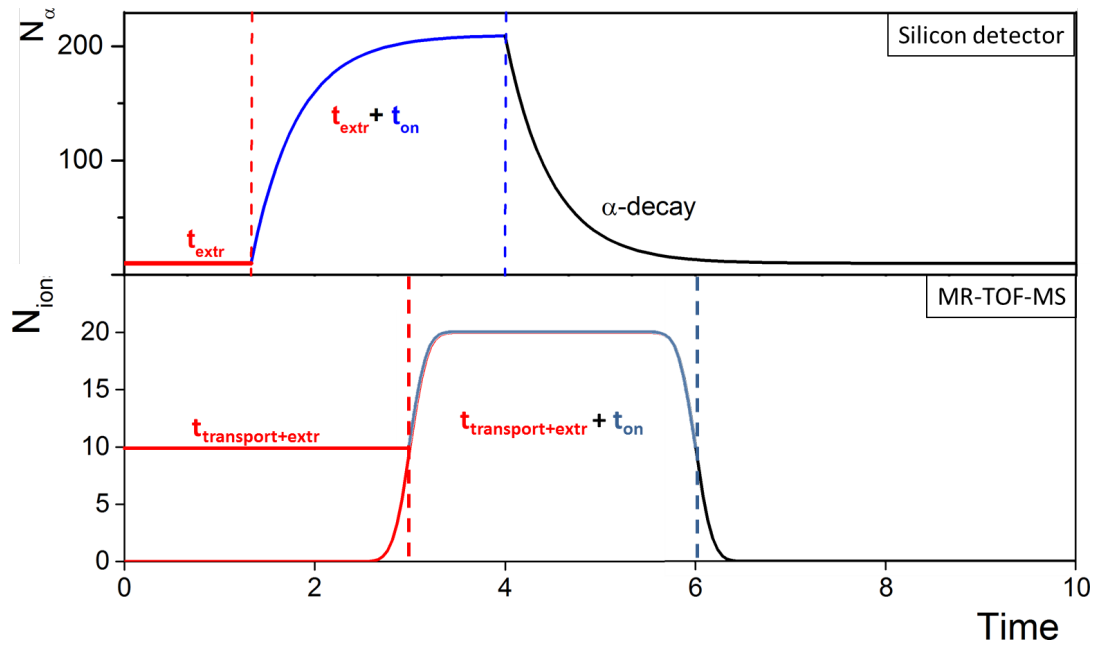 Nα
Silicon detector
200
t_extr + t_on
100
α-decay
t_extr
MR-TOF-MS
N_ion
20
15
t_transport+extr
t_transport+extr + t_on
10
5
0
0 2 4 6 8 10
Time